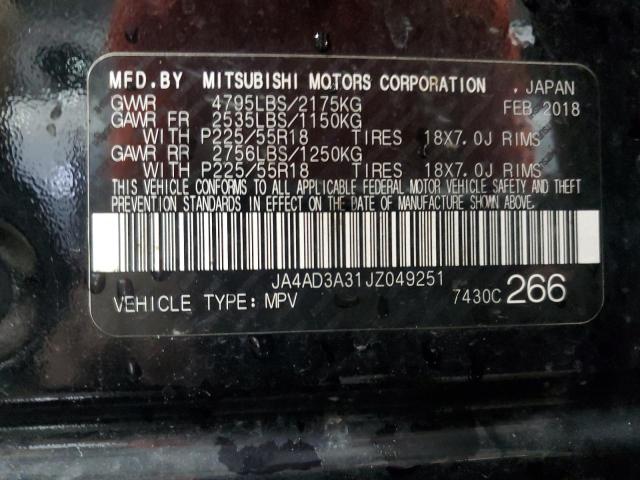 MFD.BY MITSUBISHI MOTORS CORPORATION , JAPAN
GVWR 4795LBS/2175KG FEB 2018
GAWR FR 2535LBS/1150KG
WITH P225/55R18 TIRES 18X7.0J RIMS
GAWR RR 2756LBS/1250KG
WITH P225/55R18 TIRES 18X7.0J RIMS
THIS VEHICLE CONFORMS TO ALL APPLICABLE FEDERAL MOTOR VEHICLE SAFETY AND THEFT
PREVENTION STANDARDS IN EFFECT ON THE DATE OF MANUFACTURE SHOWN ABOVE.
JA4AD3A31JZ049251
VEHICLE TYPE: MPV 7430C 266